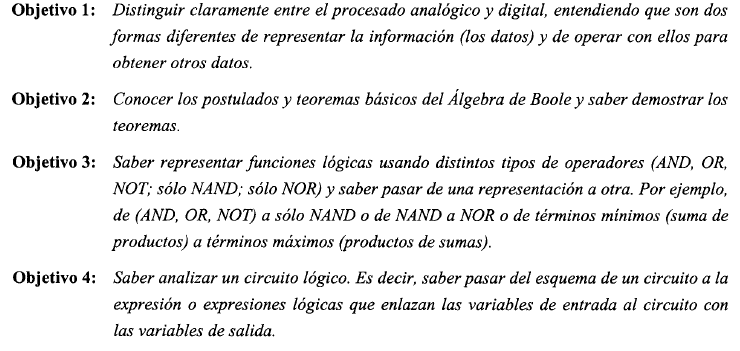 Objetivo 1: Distinguir claramente entre el procesado analógico y digital, entendiendo que son dos
formas diferentes de representar la información (los datos) y de operar con ellos para
obtener otros datos.
Objetivo 2: Conocer los postulados y teoremas básicos del Álgebra de Boole y saber demostrar los
teoremas.
Objetivo 3: Saber representar funciones lógicas usando distintos tipos de operadores (AND, OR,
NOT; sólo NAND; sólo NOR) y saber pasar de una representación a otra. Por ejemplo,
de (AND, OR, NOT) a sólo NAND o de NAND a NOR o de términos mínimos (suma de
productos) a términos máximos (productos de sumas).
Objetivo 4: Saber analizar un circuito lógico. Es decir, saber pasar del esquema de un circuito a la
expresión o expresiones lógicas que enlazan las variables de entrada al circuito con
las variables de salida.